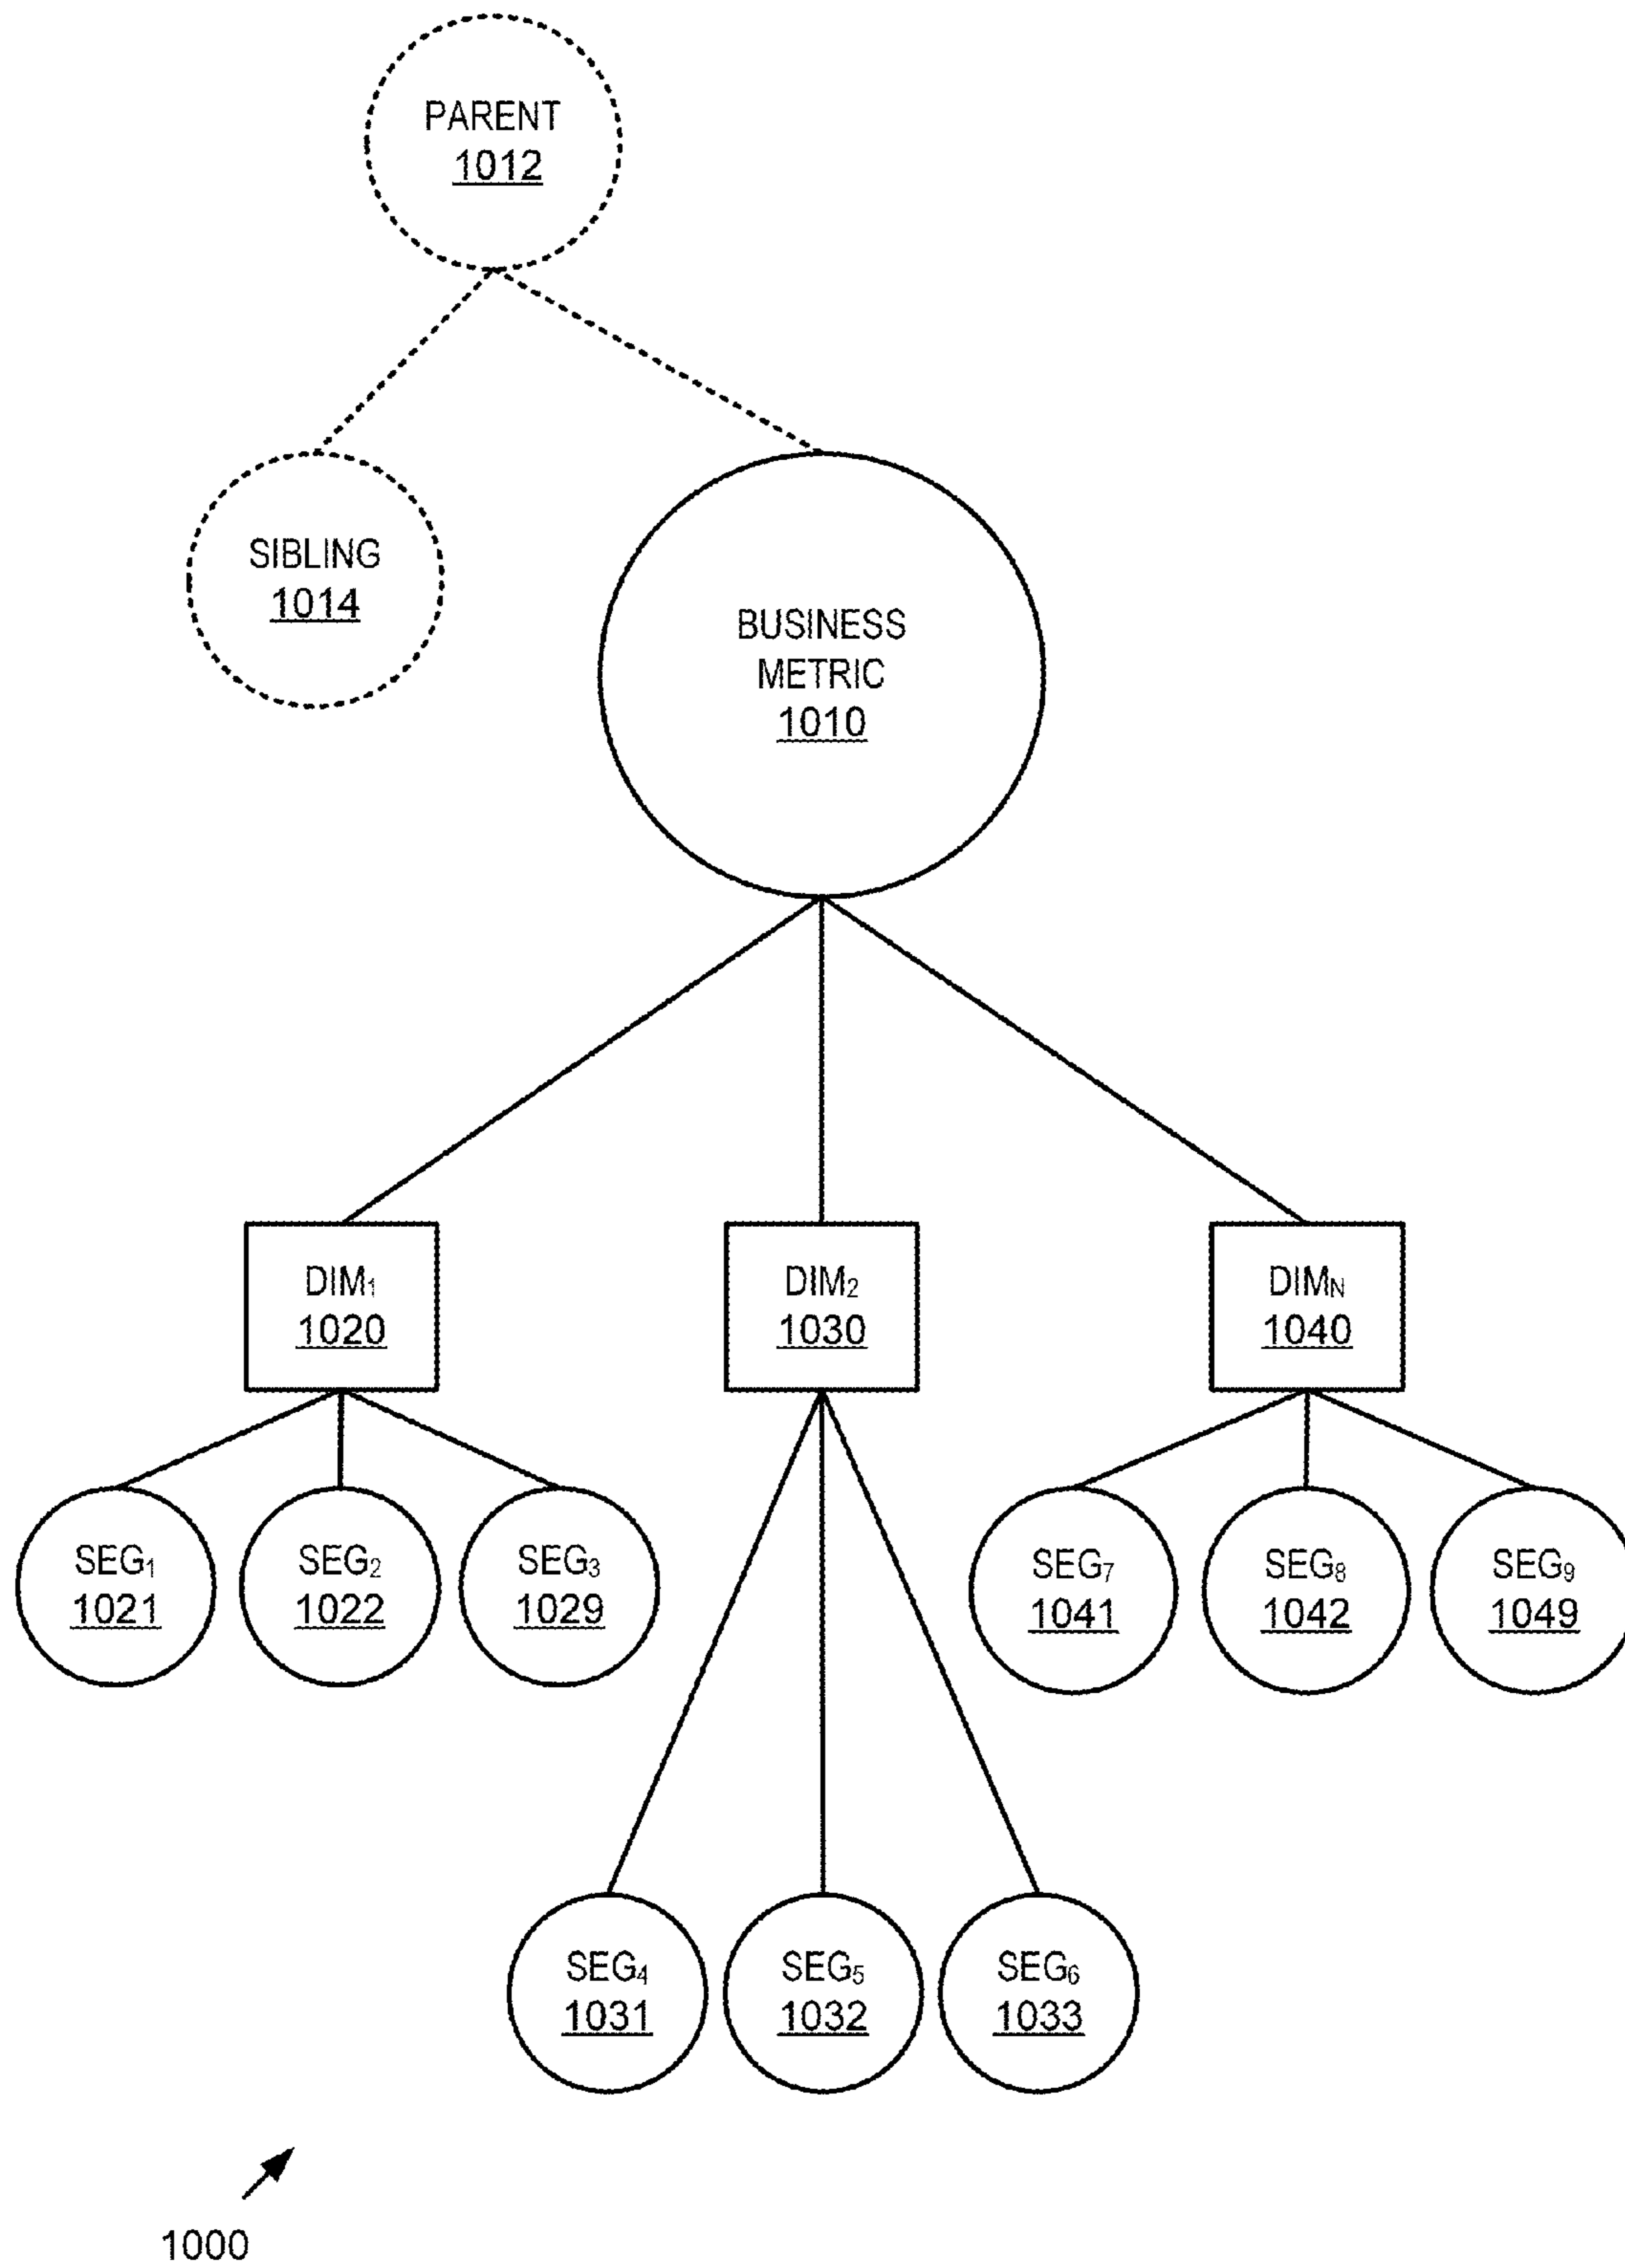 PARENT
1012
SIBLING
1014
BUSINESS
METRIC
1010
DIM₁
1020
DIM₂
1030
DIM_N
1040
SEG₁
1021
SEG₂
1022
SEG₃
1029
SEG₇
1041
SEG₈
1042
SEG₉
1049
SEG₄
1031
SEG₅
1032
SEG₆
1033
1000